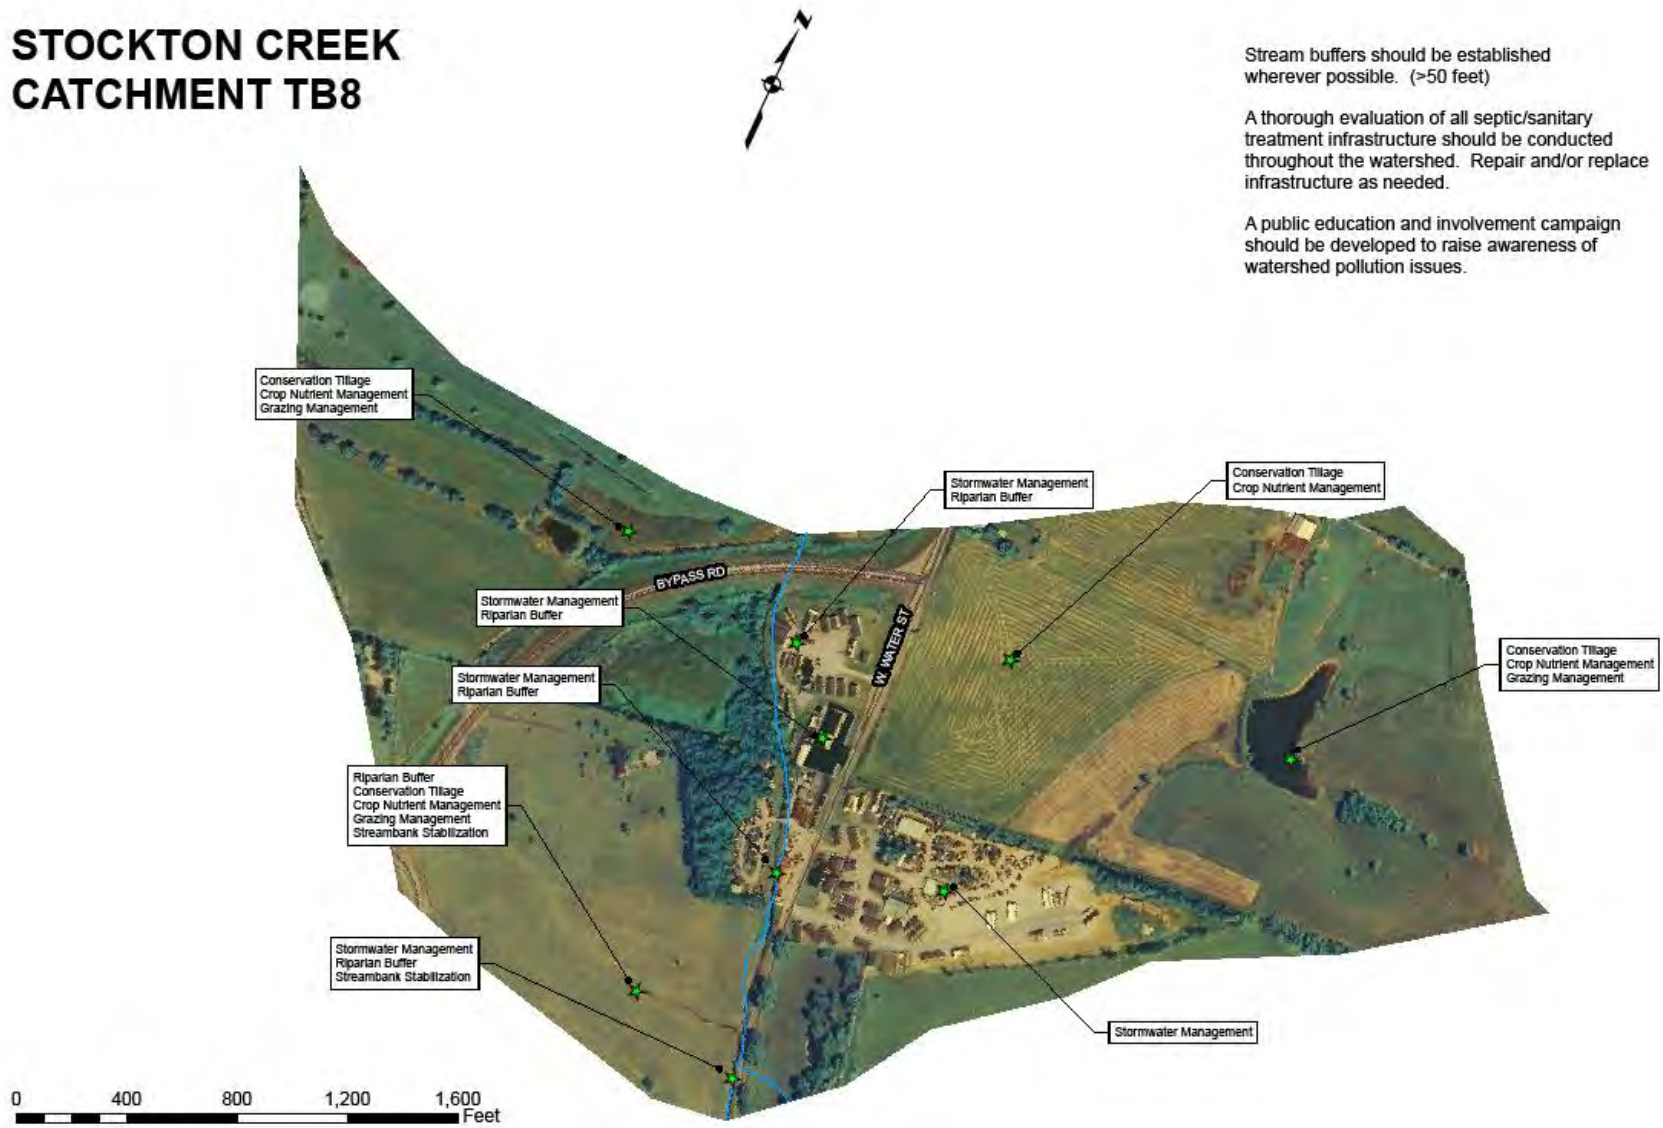 STOCKTON CREEK
CATCHMENT TB8
N
Stream buffers should be established
wherever possible. (>50 feet)
A thorough evaluation of all septic/sanitary
treatment infrastructure should be conducted
throughout the watershed. Repair and/or replace
infrastructure as needed.
A public education and involvement campaign
should be developed to raise awareness of
watershed pollution issues.
Conservation Tillage
Crop Nutrient Management
Grazing Management
Stormwater Management
Riparian Buffer
Conservation Tillage
Crop Nutrient Management
BYPASS RD
Stormwater Management
Riparian Buffer
W. WATER ST
Stormwater Management
Riparian Buffer
Conservation Tillage
Crop Nutrient Management
Grazing Management
Riparian Buffer
Conservation Tillage
Crop Nutrient Management
Grazing Management
Streambank Stabilization
Stormwater Management
Riparian Buffer
Streambank Stabilization
Stormwater Management
0 400 800 1,200 1,600
Feet